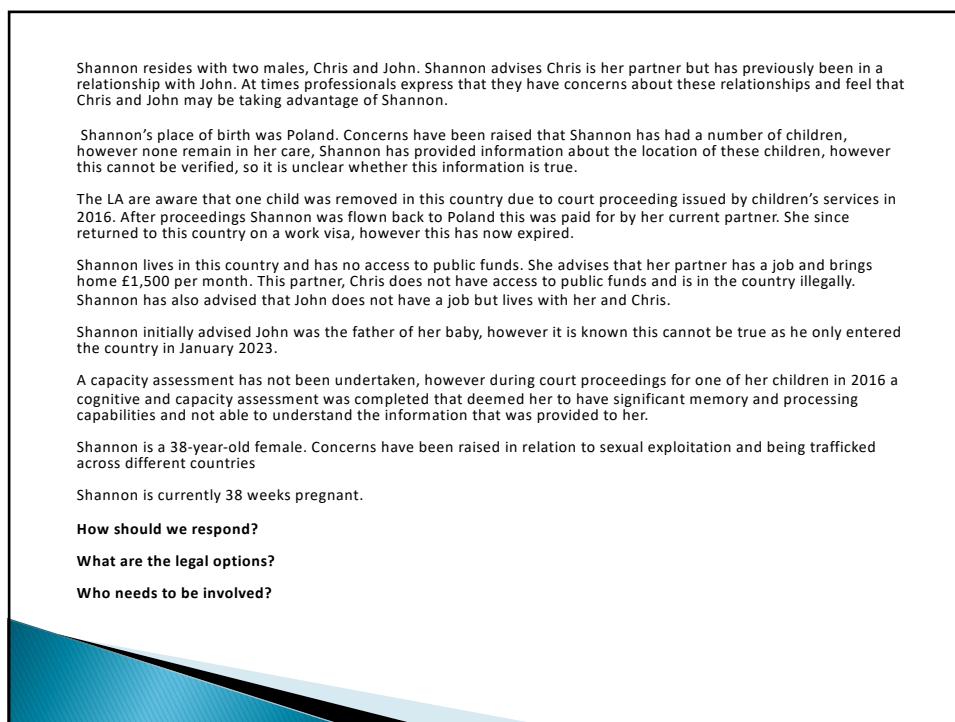 Shannon resides with two males, Chris and John. Shannon advises Chris is her partner but has previously been in a
relationship with John. At times professionals express that they have concerns about these relationships and feel that
Chris and John may be taking advantage of Shannon.
Shannon’s place of birth was Poland. Concerns have been raised that Shannon has had a number of children,
however none remain in her care, Shannon has provided information about the location of these children, however
this cannot be verified, so it is unclear whether this information is true.
The LA are aware that one child was removed in this country due to court proceeding issued by children’s services in
2016. After proceedings Shannon was flown back to Poland this was paid for by her current partner. She since
returned to this country on a work visa, however this has now expired.
Shannon lives in this country and has no access to public funds. She advises that her partner has a job and brings
home £1,500 per month. This partner, Chris does not have access to public funds and is in the country illegally.
Shannon has also advised that John does not have a job but lives with her and Chris.
Shannon initially advised John was the father of her baby, however it is known this cannot be true as he only entered
the country in January 2023.
A capacity assessment has not been undertaken, however during court proceedings for one of her children in 2016 a
cognitive and capacity assessment was completed that deemed her to have significant memory and processing
capabilities and not able to understand the information that was provided to her.
Shannon is a 38-year-old female. Concerns have been raised in relation to sexual exploitation and being trafficked
across different countries
Shannon is currently 38 weeks pregnant.
How should we respond?
What are the legal options?
Who needs to be involved?